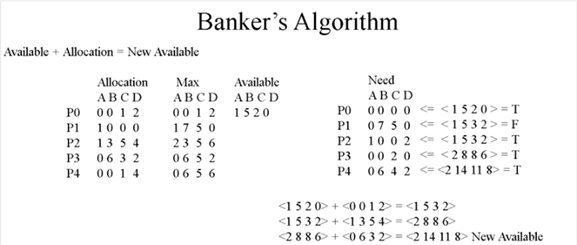 Banker's Algorithm
Available + Allocation = New Available
Allocation Max Available Need
A B C D A B C D A B C D A B C D
P0 0 0 1 2 0 0 1 2 1 5 2 0 P0 0 0 0 0 <= <1 5 2 0> = T
P1 1 0 0 0 1 7 5 0 P1 0 7 5 0 <= <1 5 3 2> = F
P2 1 3 5 4 2 3 5 6 P2 1 0 0 2 <= <1 5 3 2> = T
P3 0 6 3 2 0 6 5 2 P3 0 0 2 0 <= <2 8 8 6> = T
P4 0 0 1 4 0 6 5 6 P4 0 6 4 2 <= <2 14 11 8> = T
<1 5 2 0> + <0 0 1 2> = <1 5 3 2>
<1 5 3 2> + <1 3 5 4> = <2 8 8 6>
<2 8 8 6> + <0 6 3 2> = <2 14 11 8> New Available